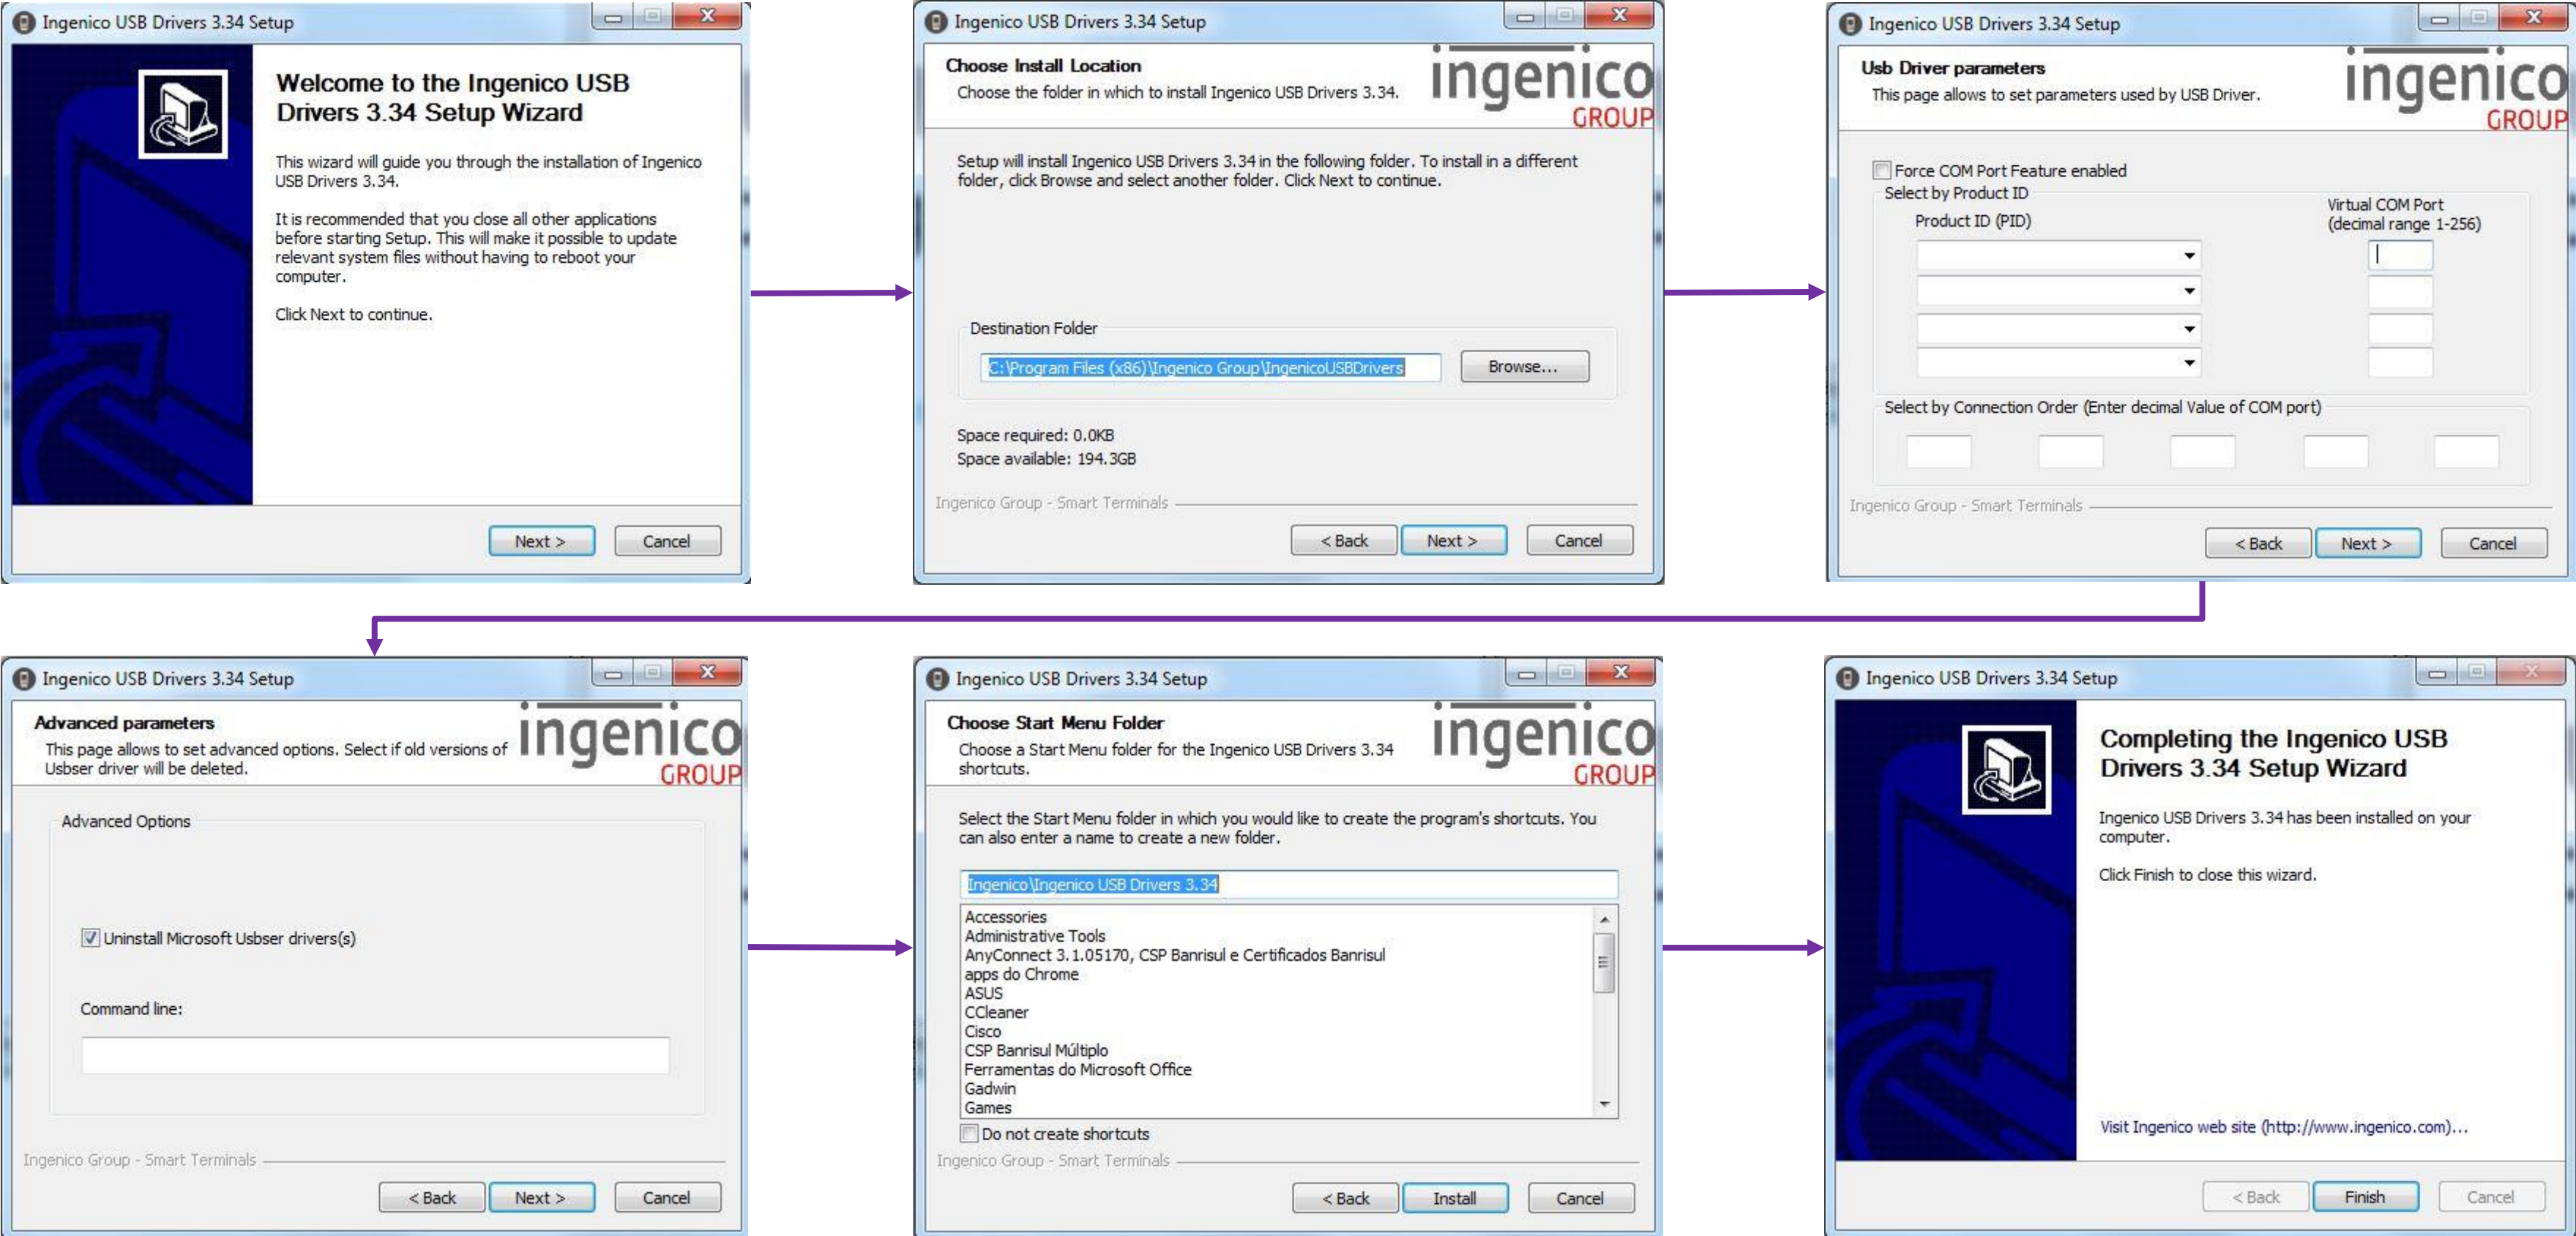 Ingenico USB Drivers 3.34 Setup
Welcome to the Ingenico USB
Drivers 3.34 Setup Wizard
This wizard will guide you through the installation of Ingenico
USB Drivers 3.34.
It is recommended that you close all other applications
before starting Setup. This will make it possible to update
relevant system files without having to reboot your
computer.
Click Next to continue.
Next >
Cancel
Ingenico USB Drivers 3.34 Setup
Choose Install Location
Choose the folder in which to install Ingenico USB Drivers 3.34.
ingenico
GROUP
Setup will install Ingenico USB Drivers 3.34 in the following folder. To install in a different
folder, click Browse and select another folder. Click Next to continue.
Destination Folder
C:\Program Files (x86)\Ingenico Group\IngenicoUSBDrivers
Browse...
Space required: 0.0KB
Space available: 194.3GB
Ingenico Group - Smart Terminals
< Back
Next >
Cancel
Ingenico USB Drivers 3.34 Setup
Usb Driver parameters
This page allows to set parameters used by USB Driver.
ingenico
GROUP
Force COM Port Feature enabled
Select by Product ID
Product ID (PID)
Virtual COM Port
(decimal range 1-256)
Select by Connection Order (Enter decimal Value of COM port)
Ingenico Group - Smart Terminals
< Back
Next >
Cancel
Ingenico USB Drivers 3.34 Setup
Advanced parameters
This page allows to set advanced options. Select if old versions of
Usbser driver will be deleted.
ingenico
GROUP
Advanced Options
Uninstall Microsoft Usbser drivers(s)
Command line:
Ingenico Group - Smart Terminals
< Back
Next >
Cancel
Ingenico USB Drivers 3.34 Setup
Choose Start Menu Folder
Choose a Start Menu folder for the Ingenico USB Drivers 3.34
shortcuts.
ingenico
GROUP
Select the Start Menu folder in which you would like to create the program's shortcuts. You
can also enter a name to create a new folder.
Ingenico\Ingenico USB Drivers 3.34
Accessories
Administrative Tools
AnyConnect 3.1.05170, CSP Banrisul e Certificados Banrisul
apps do Chrome
ASUS
CCleaner
Cisco
CSP Banrisul Múltiplo
Ferramentas do Microsoft Office
Gadwin
Games
Do not create shortcuts
Ingenico Group - Smart Terminals
< Back
Install
Cancel
Ingenico USB Drivers 3.34 Setup
Completing the Ingenico USB
Drivers 3.34 Setup Wizard
Ingenico USB Drivers 3.34 has been installed on your
computer.
Click Finish to close this wizard.
Visit Ingenico web site (http://www.ingenico.com)...
< Back
Finish
Cancel